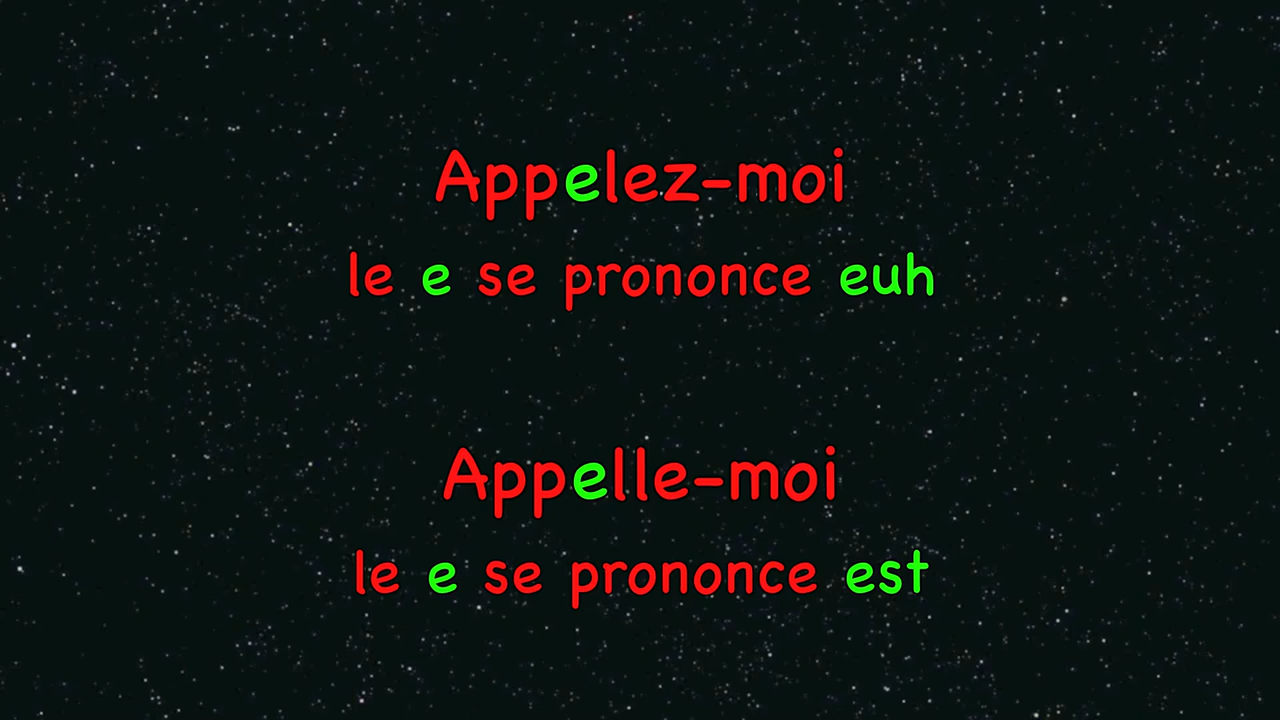 Appelez-moi
le e se prononce euh
Appelle-moi
le e se prononce est